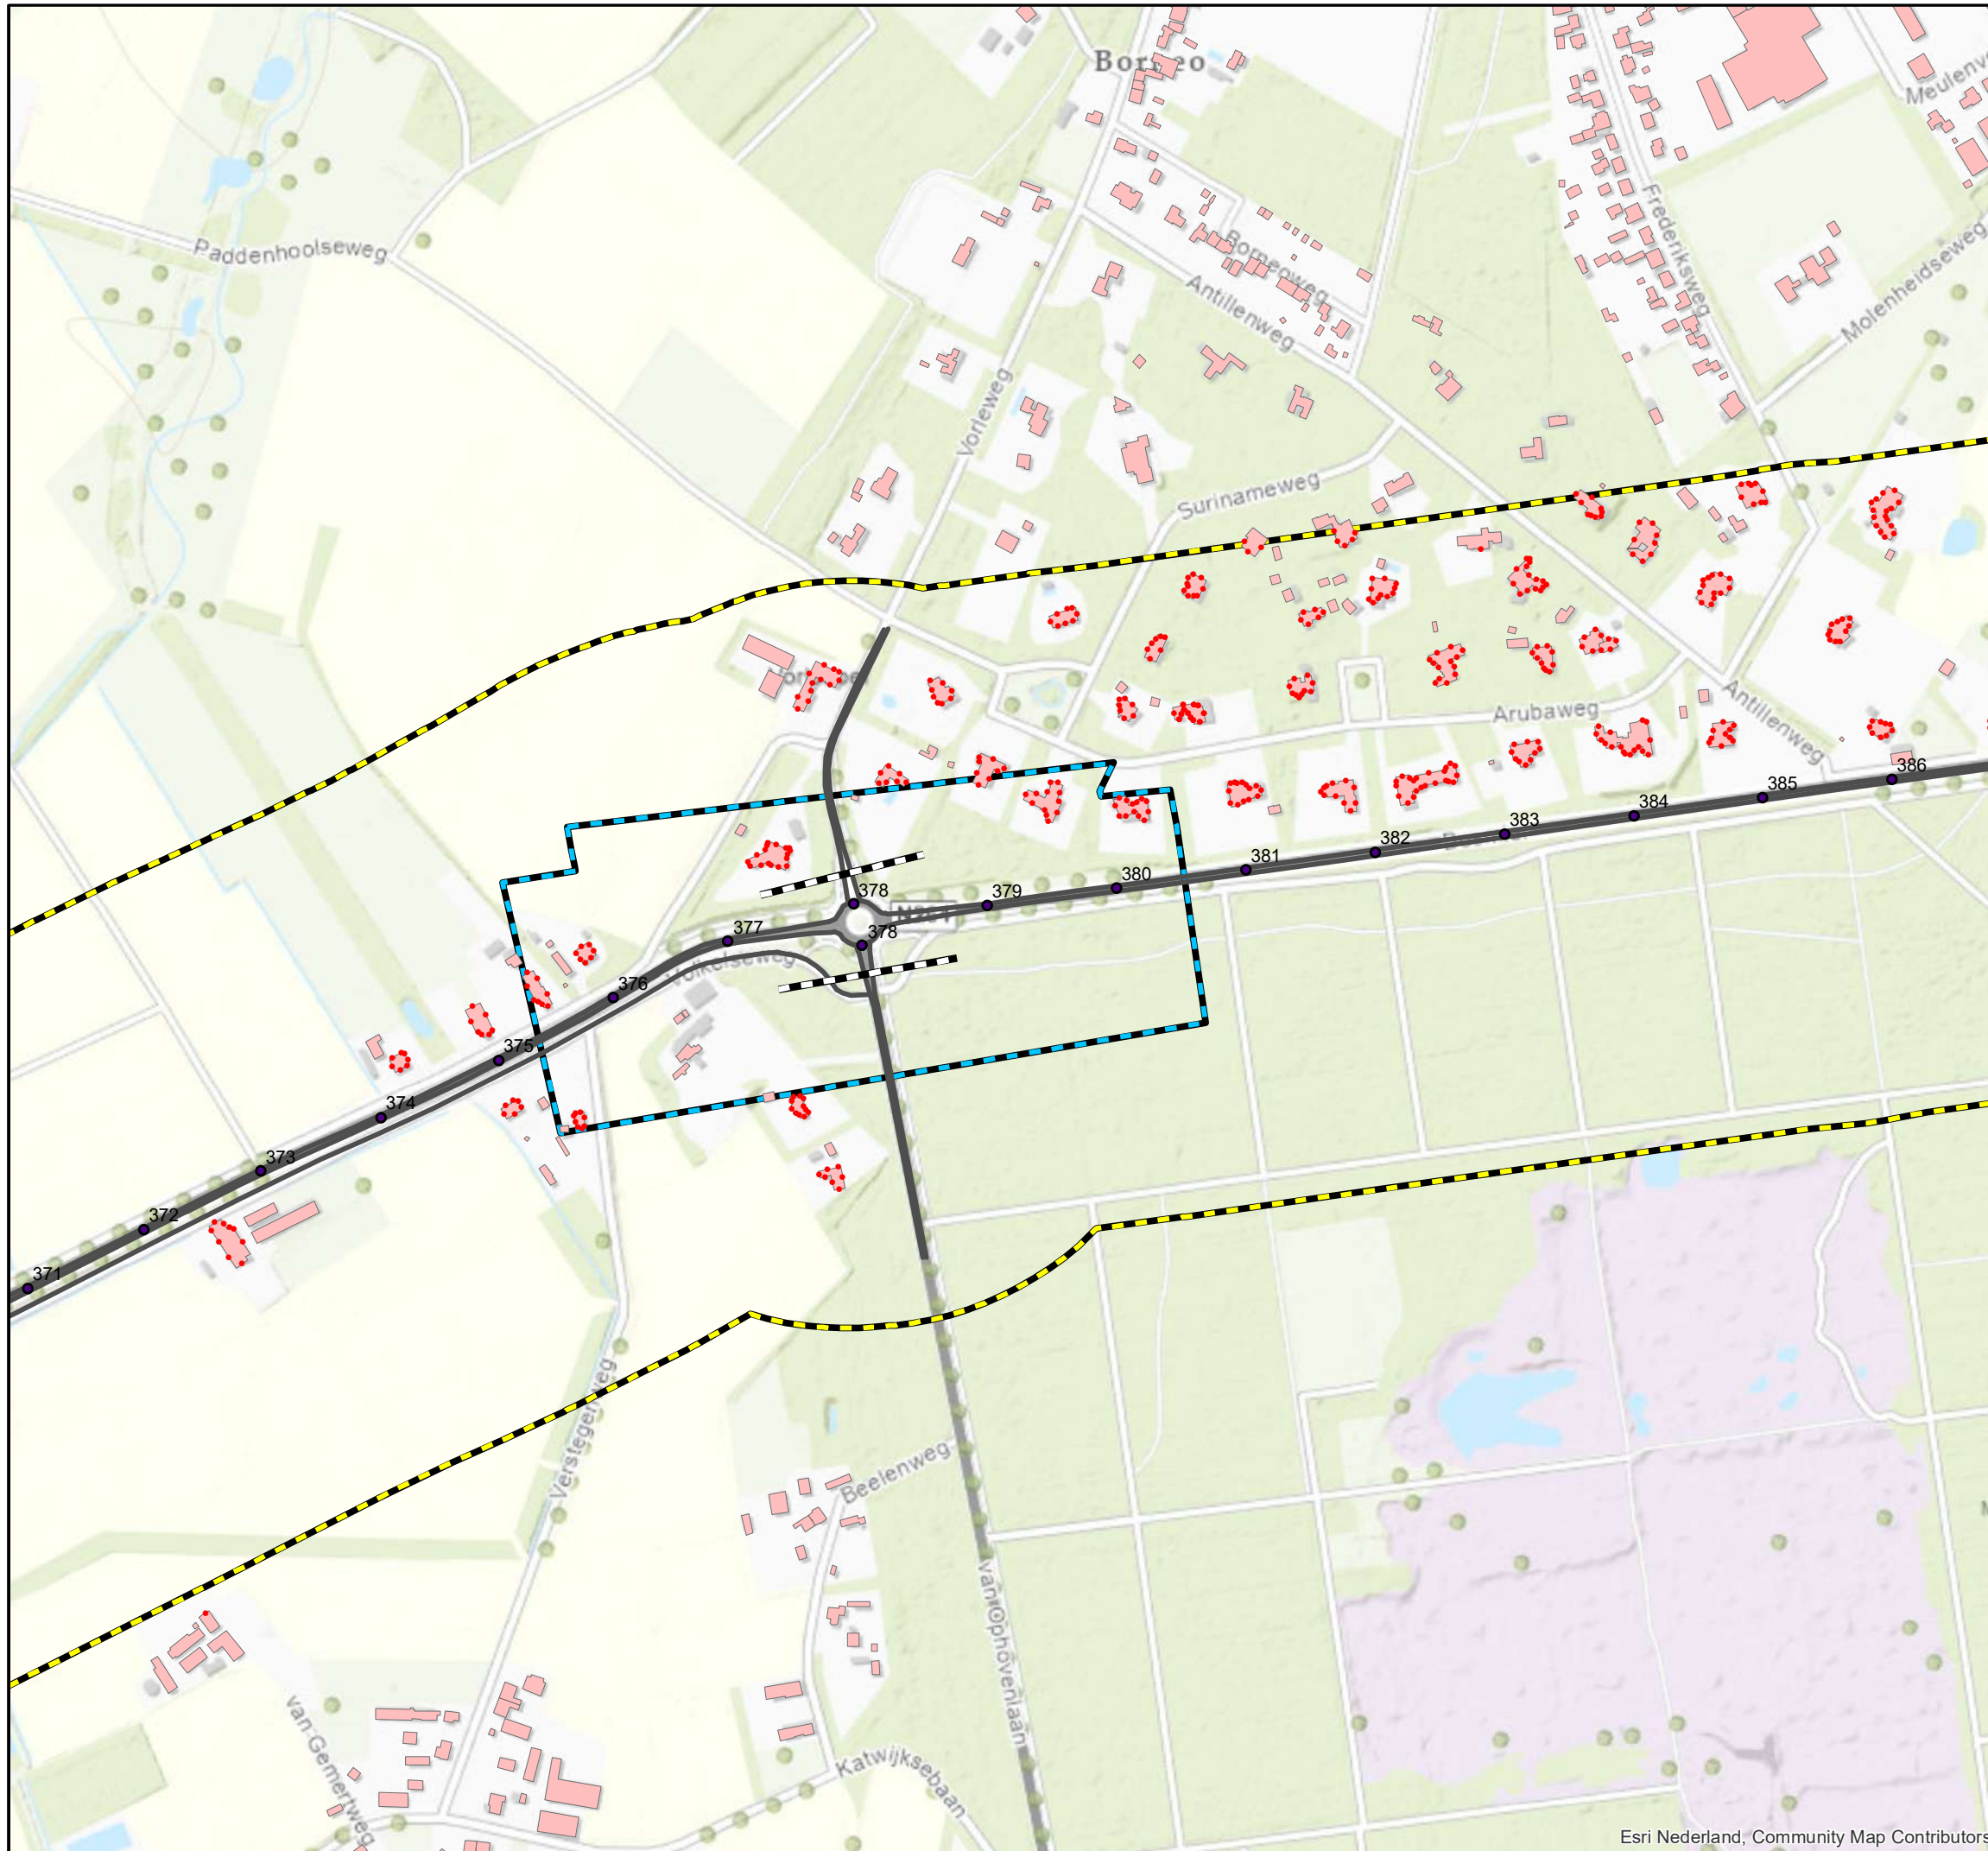 Borneo
Meulenv
Paddenhoolseweg
Frederiksweg
Borneoweg
Molenheidseweg
Antillenweg
Vorleweg
Surinameweg
Arubaweg
Antillenweg
386
385
384
383
382
381
380
379
378
377
378
Volkelseweg
376
375
374
373
372
371
Verstegenweg
Beelenweg
van Ophovenlaan
van Gemertweg
Katwijksebaan
Esri Nederland, Community Map Contributors